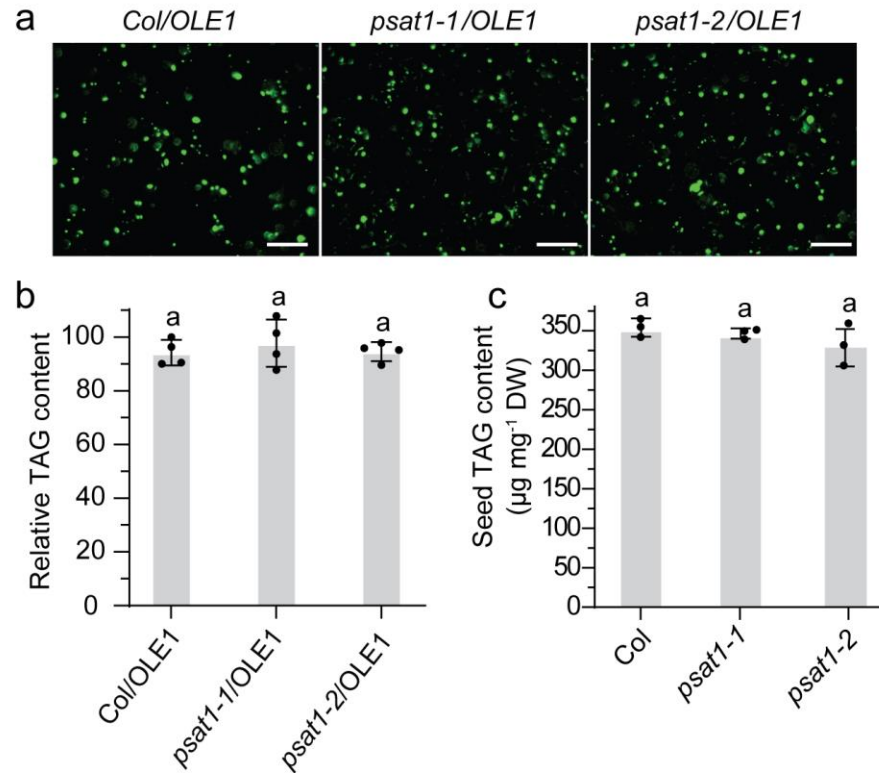 a
Col/OLE1
psat1-1/OLE1
psat1-2/OLE1
b
Relative TAG content
100
80
60
40
20
0
a
a
a
Col/OLE1
psat1-1/OLE1
psat1-2/OLE1
c
Seed TAG content
(µg mg⁻¹ DW)
350
300
250
200
150
100
50
0
a
a
a
Col
psat1-1
psat1-2